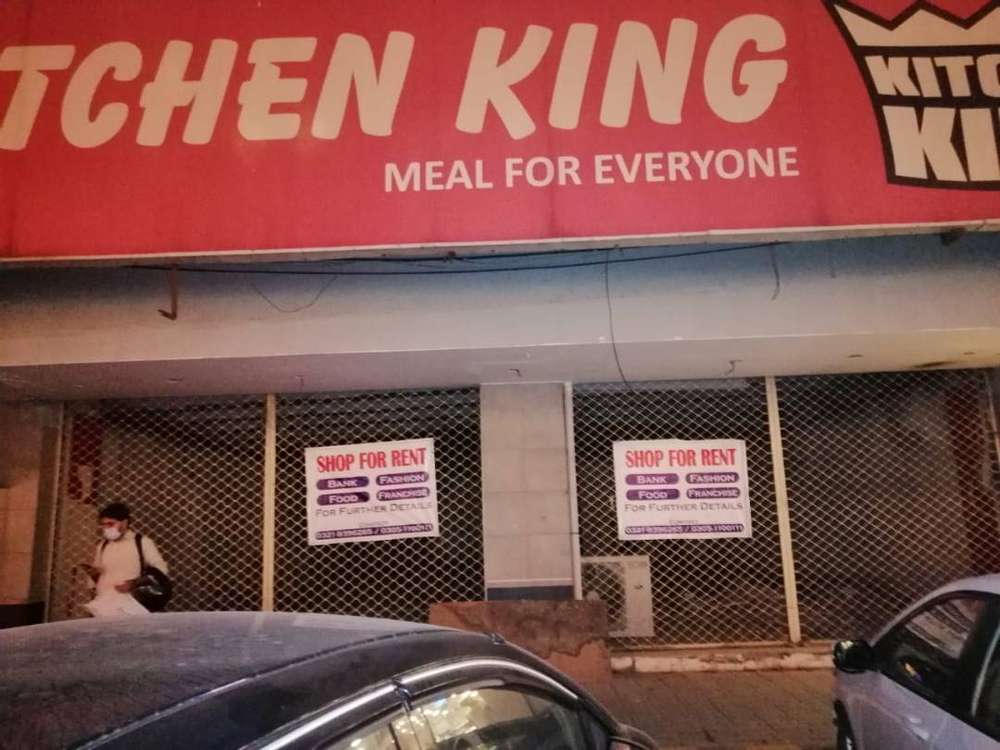 TCHEN KING
MEAL FOR EVERYONE
KITC
KI
SHOP FOR RENT
BANK FASHION
FOOD FRANCHISE
FOR FURTHER DETAILS
SHOP FOR RENT
BANK FASHION
FOOD FRANCHISE
FOR FURTHER DETAILS